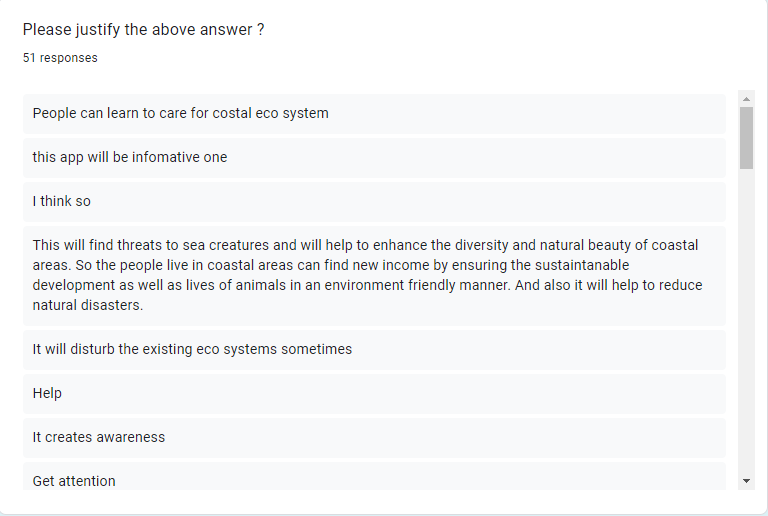 Please justify the above answer ?
51 responses
People can learn to care for costal eco system
this app will be infomative one
I think so
This will find threats to sea creatures and will help to enhance the diversity and natural beauty of coastal
areas. So the people live in coastal areas can find new income by ensuring the sustaintanable
development as well as lives of animals in an environment friendly manner. And also it will help to reduce
natural disasters.
It will disturb the existing eco systems sometimes
Help
It creates awareness
Get attention